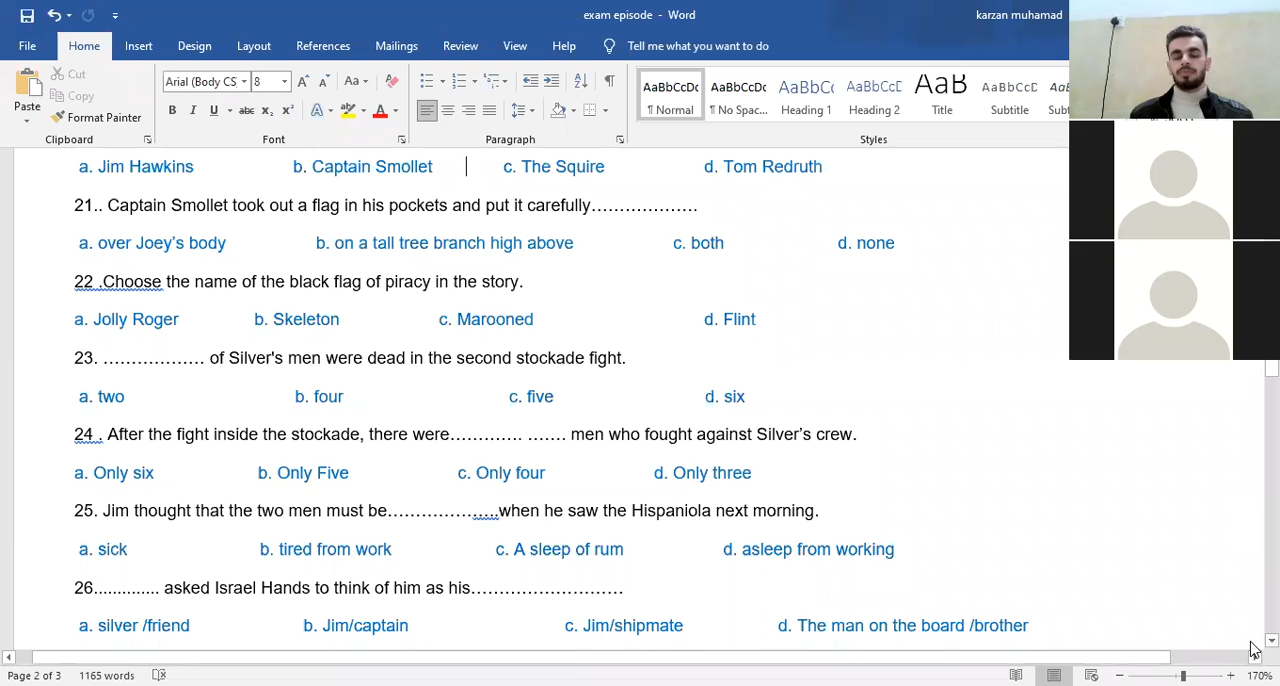 exam episode - Word
karzan muhamad
File Home Insert Design Layout References Mailings Review View Help Tell me what you want to do
Cut
Copy
Paste
Format Painter
Clipboard
Arial (Body CS 8
Aa
B I U abc x₂ x² A A
Font
Paragraph
AaBbCcDc AaBbCcDc AaBbCc AaBbCcD AaB AaBbCcD Aa
¶ Normal ¶ No Spac... Heading 1 Heading 2 Title Subtitle Subt
Styles
a. Jim Hawkins b. Captain Smollet c. The Squire d. Tom Redruth
21.. Captain Smollet took out a flag in his pockets and put it carefully……………….
a. over Joey’s body b. on a tall tree branch high above c. both d. none
22 .Choose the name of the black flag of piracy in the story.
a. Jolly Roger b. Skeleton c. Marooned d. Flint
23. ……………… of Silver's men were dead in the second stockade fight.
a. two b. four c. five d. six
24 . After the fight inside the stockade, there were…………. ……. men who fought against Silver’s crew.
a. Only six b. Only Five c. Only four d. Only three
25. Jim thought that the two men must be………………..when he saw the Hispaniola next morning.
a. sick b. tired from work c. A sleep of rum d. asleep from working
26.............. asked Israel Hands to think of him as his………………………
a. silver /friend b. Jim/captain c. Jim/shipmate d. The man on the board /brother
Page 2 of 3 1165 words 170%